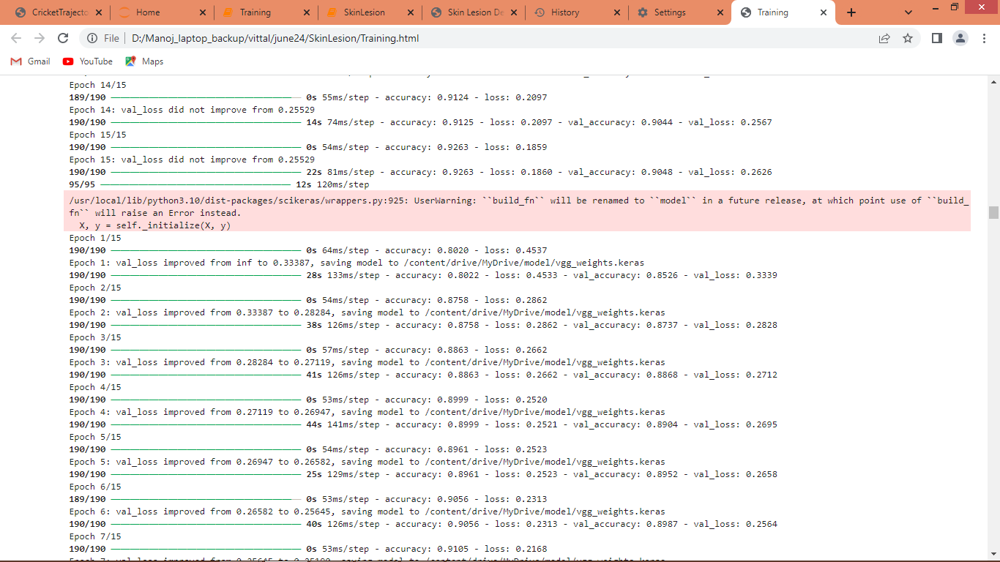 CricketTrajecto
Home
Training
SkinLesion
Skin Lesion De
History
Settings
Training
File
D:/Manoj_laptop_backup/vittal/june24/SkinLesion/Training.html
Gmail
YouTube
Maps
Epoch 14/15
189/190 0s 55ms/step - accuracy: 0.9124 - loss: 0.2097
Epoch 14: val_loss did not improve from 0.25529
190/190 14s 74ms/step - accuracy: 0.9125 - loss: 0.2097 - val_accuracy: 0.9044 - val_loss: 0.2567
Epoch 15/15
190/190 0s 54ms/step - accuracy: 0.9263 - loss: 0.1859
Epoch 15: val_loss did not improve from 0.25529
190/190 22s 81ms/step - accuracy: 0.9263 - loss: 0.1860 - val_accuracy: 0.9048 - val_loss: 0.2626
95/95 12s 120ms/step
/usr/local/lib/python3.10/dist-packages/scikeras/wrappers.py:925: UserWarning: ``build_fn`` will be renamed to ``model`` in a future release, at which point use of ``build_
fn`` will raise an Error instead.
X, y = self._initialize(X, y)
Epoch 1/15
190/190 0s 64ms/step - accuracy: 0.8020 - loss: 0.4537
Epoch 1: val_loss improved from inf to 0.33387, saving model to /content/drive/MyDrive/model/vgg_weights.keras
190/190 28s 133ms/step - accuracy: 0.8022 - loss: 0.4533 - val_accuracy: 0.8526 - val_loss: 0.3339
Epoch 2/15
190/190 0s 54ms/step - accuracy: 0.8758 - loss: 0.2862
Epoch 2: val_loss improved from 0.33387 to 0.28284, saving model to /content/drive/MyDrive/model/vgg_weights.keras
190/190 38s 126ms/step - accuracy: 0.8758 - loss: 0.2862 - val_accuracy: 0.8737 - val_loss: 0.2828
Epoch 3/15
190/190 0s 57ms/step - accuracy: 0.8863 - loss: 0.2662
Epoch 3: val_loss improved from 0.28284 to 0.27119, saving model to /content/drive/MyDrive/model/vgg_weights.keras
190/190 41s 126ms/step - accuracy: 0.8863 - loss: 0.2662 - val_accuracy: 0.8868 - val_loss: 0.2712
Epoch 4/15
190/190 0s 53ms/step - accuracy: 0.8999 - loss: 0.2520
Epoch 4: val_loss improved from 0.27119 to 0.26947, saving model to /content/drive/MyDrive/model/vgg_weights.keras
190/190 44s 141ms/step - accuracy: 0.8999 - loss: 0.2521 - val_accuracy: 0.8904 - val_loss: 0.2695
Epoch 5/15
190/190 0s 54ms/step - accuracy: 0.8961 - loss: 0.2523
Epoch 5: val_loss improved from 0.26947 to 0.26582, saving model to /content/drive/MyDrive/model/vgg_weights.keras
190/190 25s 129ms/step - accuracy: 0.8961 - loss: 0.2523 - val_accuracy: 0.8952 - val_loss: 0.2658
Epoch 6/15
189/190 0s 53ms/step - accuracy: 0.9056 - loss: 0.2313
Epoch 6: val_loss improved from 0.26582 to 0.25645, saving model to /content/drive/MyDrive/model/vgg_weights.keras
190/190 40s 126ms/step - accuracy: 0.9056 - loss: 0.2313 - val_accuracy: 0.8987 - val_loss: 0.2564
Epoch 7/15
190/190 0s 53ms/step - accuracy: 0.9105 - loss: 0.2168